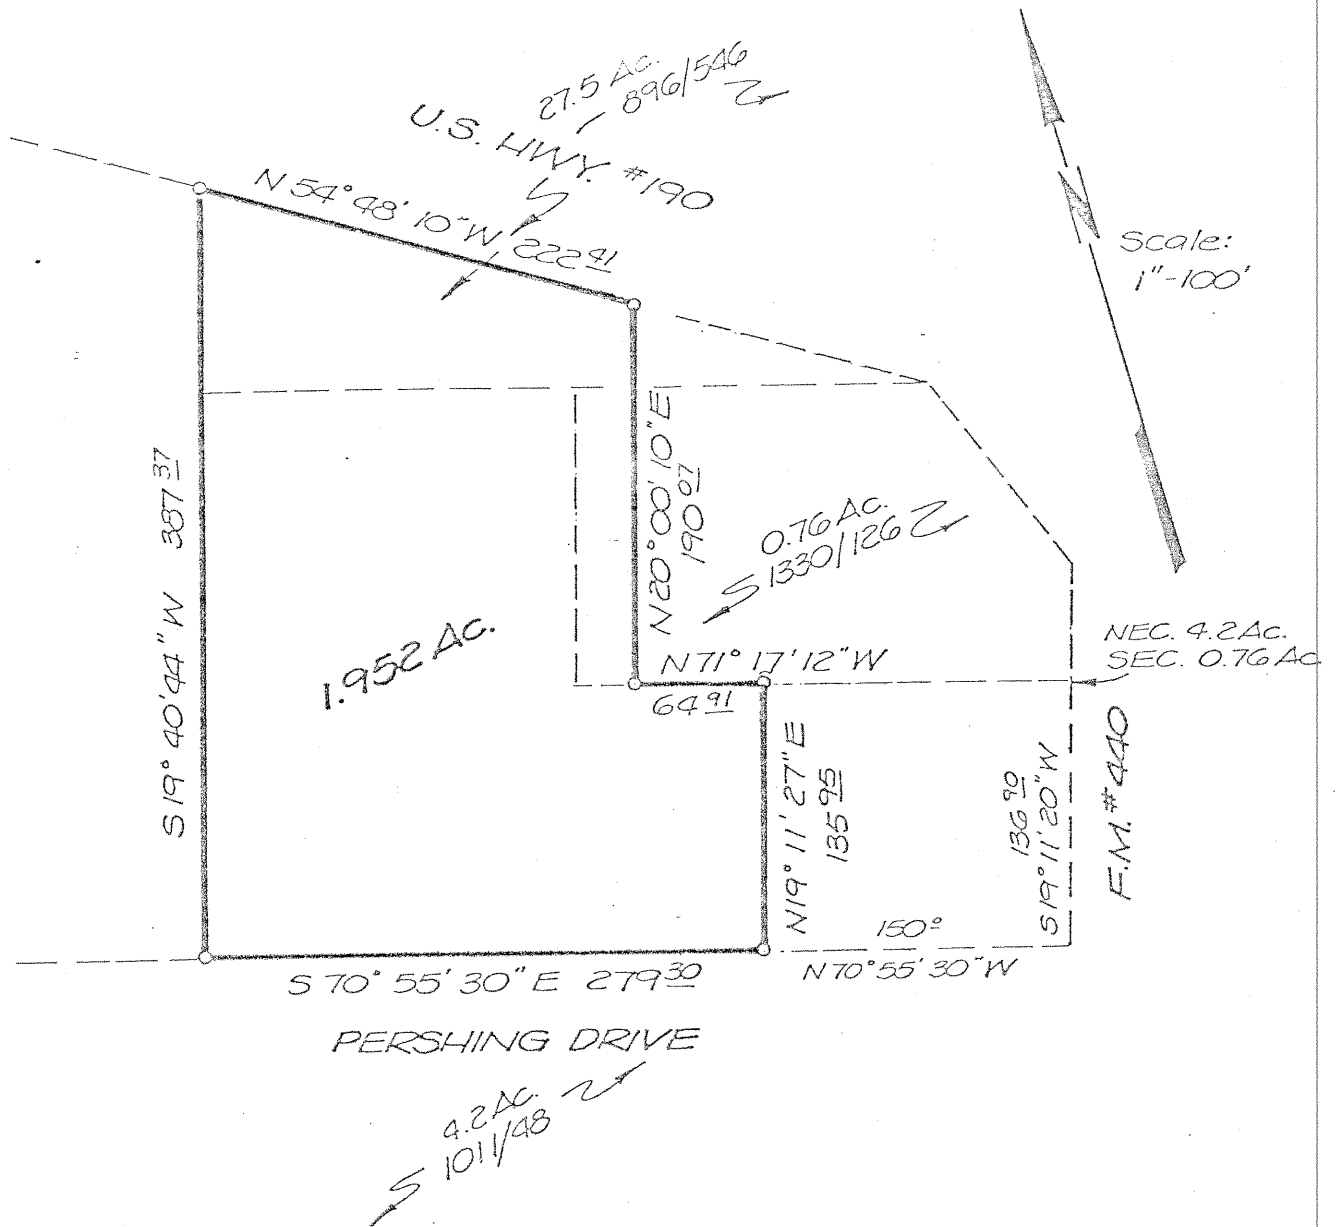 27.5 Ac.
896/546
U.S. HWY. #190
N 54° 48' 10" W 222 41
Scale:
1"-100'
S 19° 40' 44" W 387 37
N 20° 00' 10" E
190 07
0.76 Ac.
1330/126
1.952 Ac.
N 71° 17' 12" W
64 91
NEC. 4.2 Ac.
SEC. 0.76 Ac
N 19° 11' 27" E
135 95
136 90
S 19° 11' 20" W
F.M. #440
150 0
N 70° 55' 30" W
S 70° 55' 30" E 279 30
PERSHING DRIVE
4.2 Ac.
1011/48